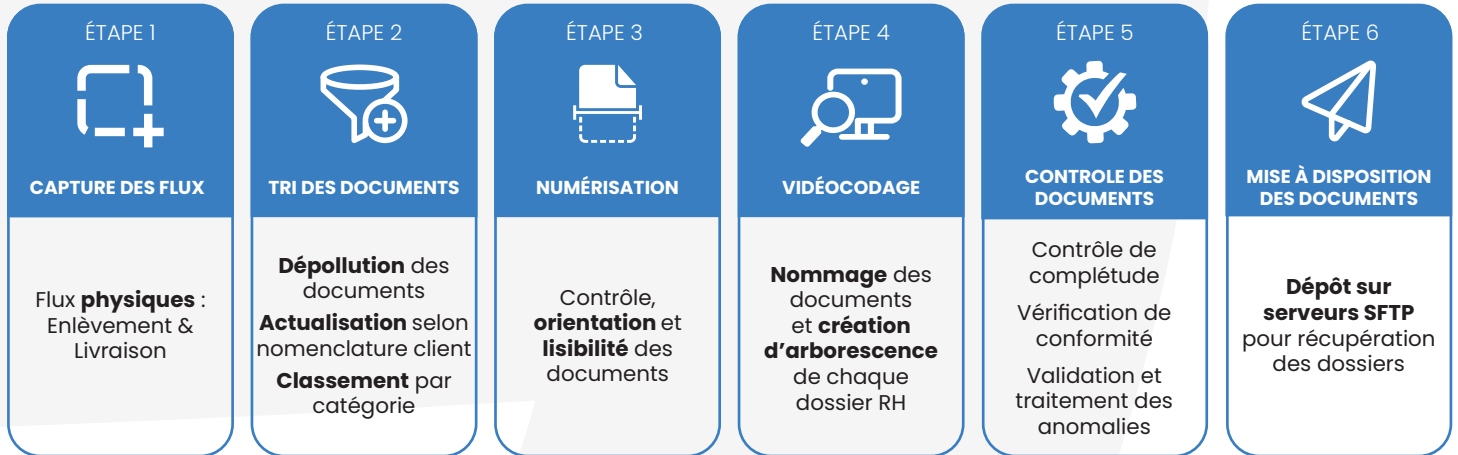 ÉTAPE 1
CAPTURE DES FLUX
Flux physiques :
Enlèvement &
Livraison
ÉTAPE 2
TRI DES DOCUMENTS
Dépollution des
documents
Actualisation selon
nomenclature client
Classement par
catégorie
ÉTAPE 3
NUMÉRISATION
Contrôle,
orientation et
lisibilité des
documents
ÉTAPE 4
VIDÉOCODAGE
Nommage des
documents
et création
d’arborescence
de chaque
dossier RH
ÉTAPE 5
CONTROLE DES
DOCUMENTS
Contrôle de
complétude
Vérification de
conformité
Validation et
traitement des
anomalies
ÉTAPE 6
MISE À DISPOSITION
DES DOCUMENTS
Dépôt sur
serveurs SFTP
pour récupération
des dossiers